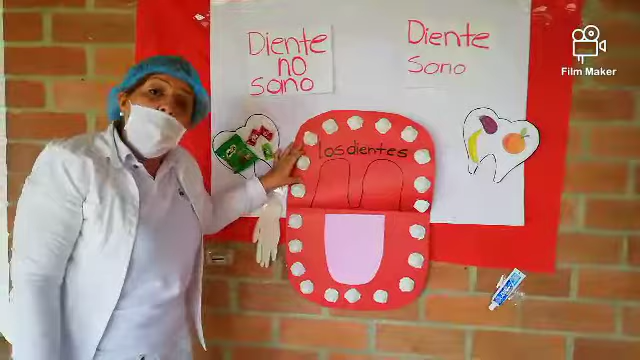 Diente
no
sano
Diente
Sano
los dientes
Film Maker